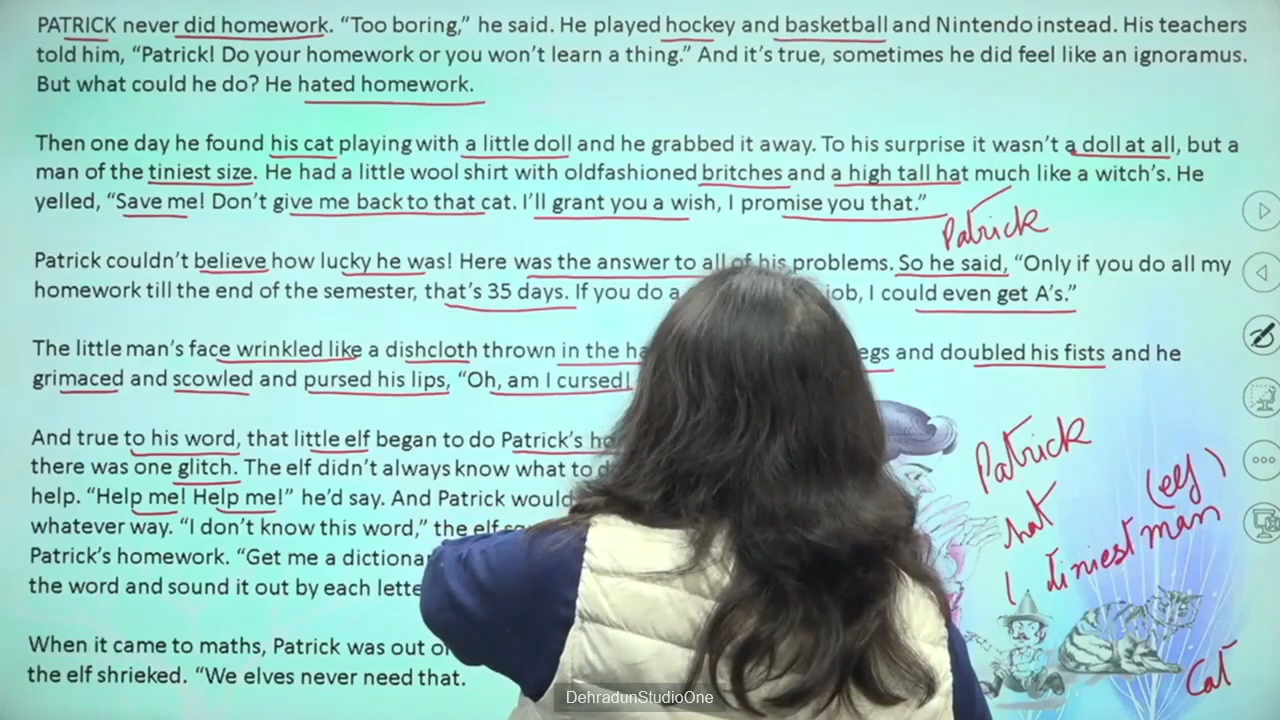 PATRICK never did homework. “Too boring,” he said. He played hockey and basketball and Nintendo instead. His teachers
told him, “Patrick! Do your homework or you won’t learn a thing.” And it’s true, sometimes he did feel like an ignoramus.
But what could he do? He hated homework.
Then one day he found his cat playing with a little doll and he grabbed it away. To his surprise it wasn’t a doll at all, but a
man of the tiniest size. He had a little wool shirt with oldfashioned britches and a high tall hat much like a witch’s. He
yelled, “Save me! Don’t give me back to that cat. I’ll grant you a wish, I promise you that.”
Patrick
Patrick couldn’t believe how lucky he was! Here was the answer to all of his problems. So he said, “Only if you do all my
homework till the end of the semester, that’s 35 days. If you do a job, I could even get A’s.”
The little man’s face wrinkled like a dishcloth thrown in the and doubled his fists and he
grimaced and scowled and pursed his lips, “Oh, am I cursed!
And true to his word, that little elf began to do Patrick’s
there was one glitch. The elf didn’t always know what to
help. “Help me! Help me!” he’d say. And Patrick would
whatever way. “I don’t know this word,” the elf
Patrick’s homework. “Get me a
the word and sound it out by each
When it came to maths, Patrick was out
the elf shrieked. “We elves never need that.
Patrick
hat
(elf)
1 tiniest man
Cat
DehradunStudioOne